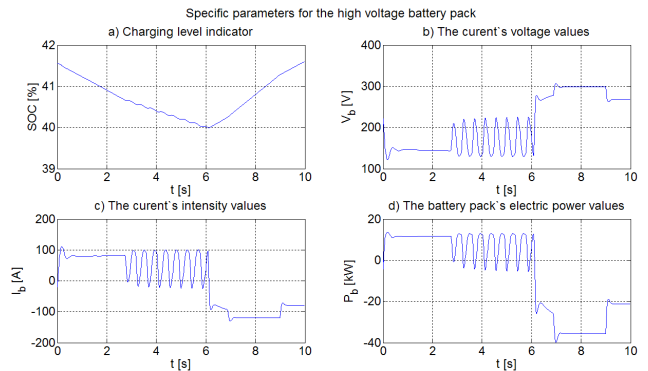 Specific parameters for the high voltage battery pack
a) Charging level indicator
42
41
40
39
SOC [%]
0 2 4 6 8 10
t [s]
b) The curent`s voltage values
400
300
200
100
V_b [V]
0 2 4 6 8 10
t [s]
c) The curent`s intensity values
200
100
0
-100
-200
I_b [A]
0 2 4 6 8 10
t [s]
d) The battery pack`s electric power values
20
0
-20
-40
P_b [kW]
0 2 4 6 8 10
t [s]